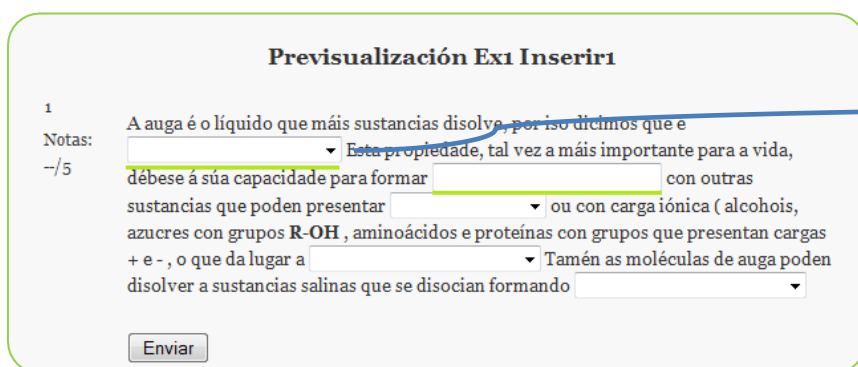 Previsualización Ex1 Inserir1
1
Notas:
--/5
A auga é o líquido que máis sustancias disolve, por iso dicimos que é
Esta propiedade, tal vez a máis importante para a vida,
débese á súa capacidade para formar con outras
sustancias que poden presentar ou con carga iónica ( alcohois,
azucres con grupos R-OH , aminoácidos e proteínas con grupos que presentan cargas
+ e - , o que da lugar a Tamén as moléculas de auga poden
disolver a sustancias salinas que se disocian formando
Enviar